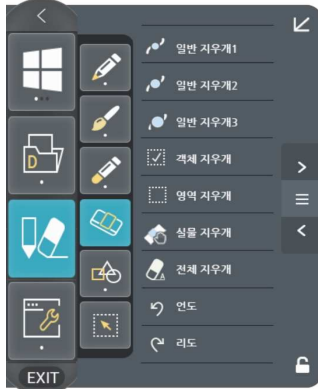 일반 지우개1
일반 지우개2
일반 지우개3
객체 지우개
영역 지우개
실물 지우개
전체 지우개
언도
리도
D
A
EXIT